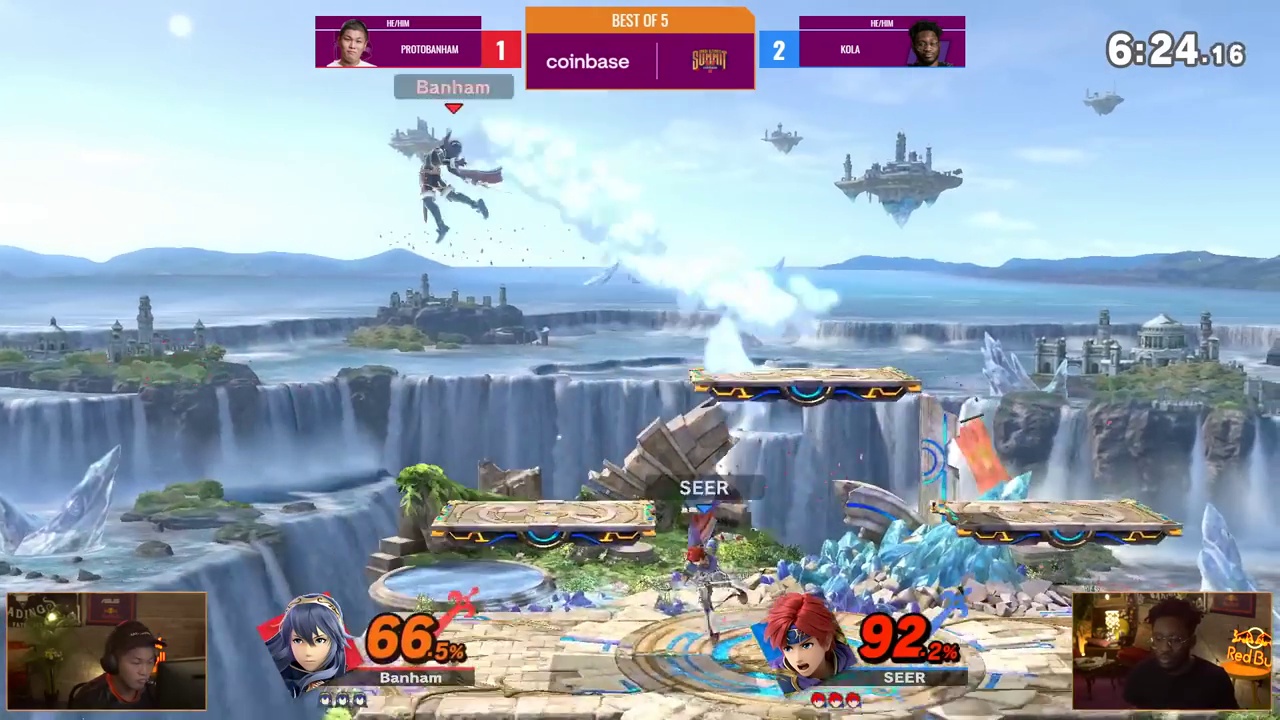 HE/HIM
PROTOBANHAM
1
BEST OF 5
coinbase
SUMMIT
2
HE/HIM
KOLA
6:24.16
Banham
SEER
66.5%
Banham
92.2%
SEER
Red Bu